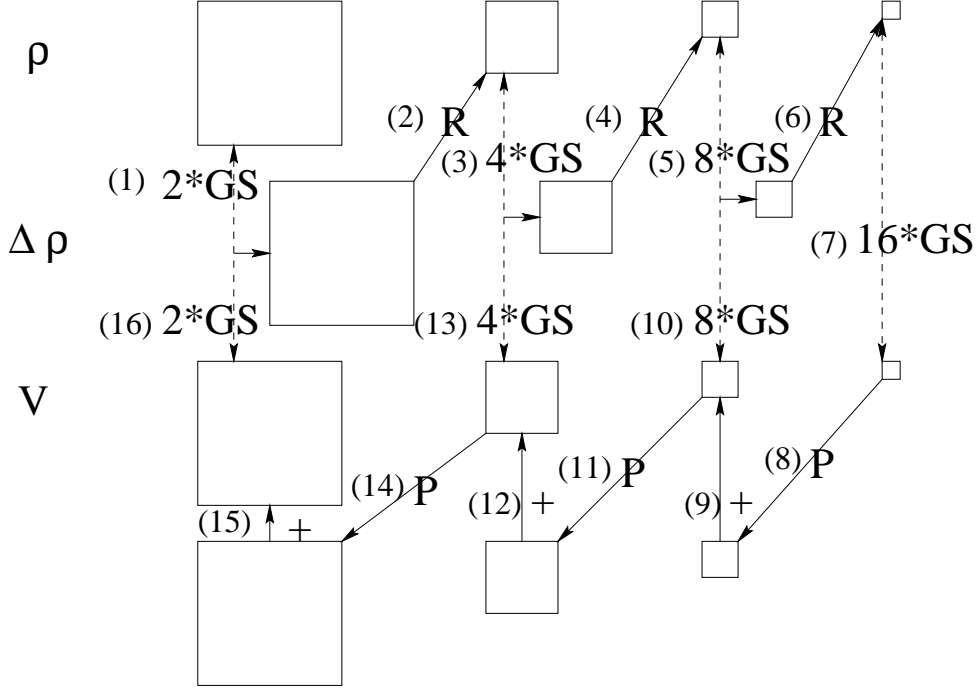 ρ
(2) R
(4) R
(6) R
(1) 2*GS
(3) 4*GS
(5) 8*GS
Δ ρ
(7) 16*GS
(16) 2*GS
(13) 4*GS
(10) 8*GS
V
(14) P
(11) P
(8) P
(15) +
(12) +
(9) +